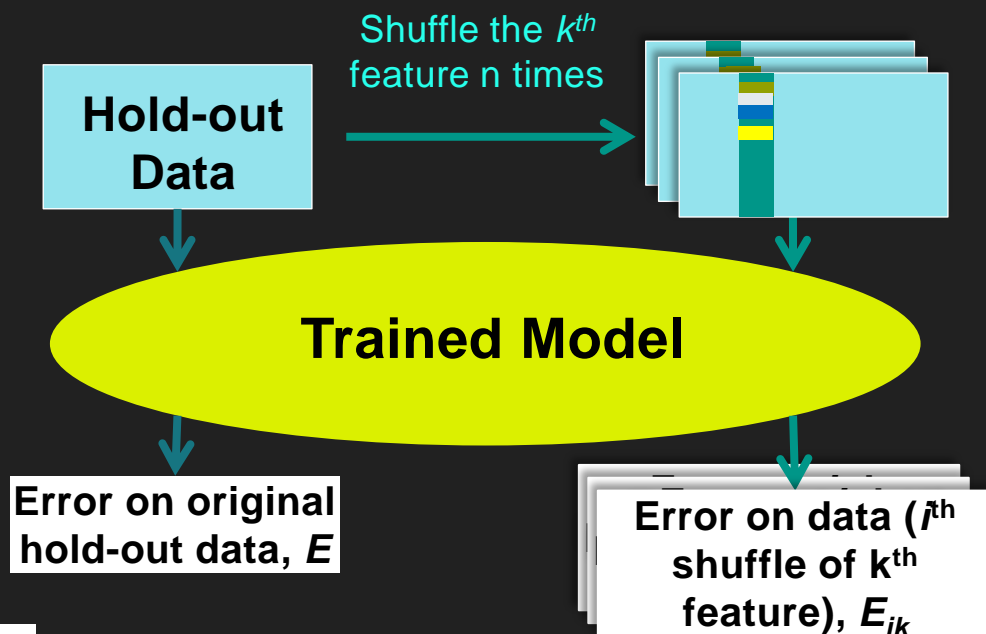 Shuffle the kth
feature n times
Hold-out
Data
Trained Model
Error on original
hold-out data, E
Error on data (ith
shuffle of kth
feature), Eik